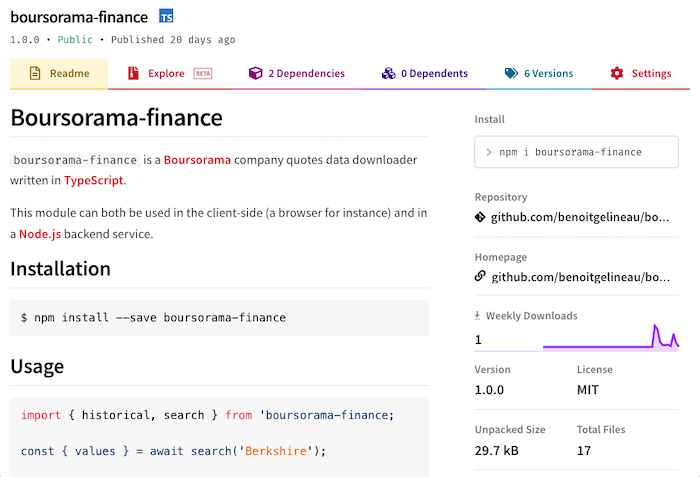 boursorama-finance TS
1.0.0 • Public • Published 20 days ago
Readme
Explore BETA
2 Dependencies
0 Dependents
6 Versions
Settings
Boursorama-finance
boursorama-finance is a Boursorama company quotes data downloader
written in TypeScript.
This module can both be used in the client-side (a browser for instance) and in
a Node.js backend service.
Installation
$ npm install --save boursorama-finance
Usage
import { historical, search } from 'boursorama-finance;
const { values } = await search('Berkshire');
Install
> npm i boursorama-finance
Repository
github.com/benoitgelineau/bo...
Homepage
github.com/benoitgelineau/bo...
Weekly Downloads
1
Version
License
1.0.0
MIT
Unpacked Size
Total Files
29.7 kB
17